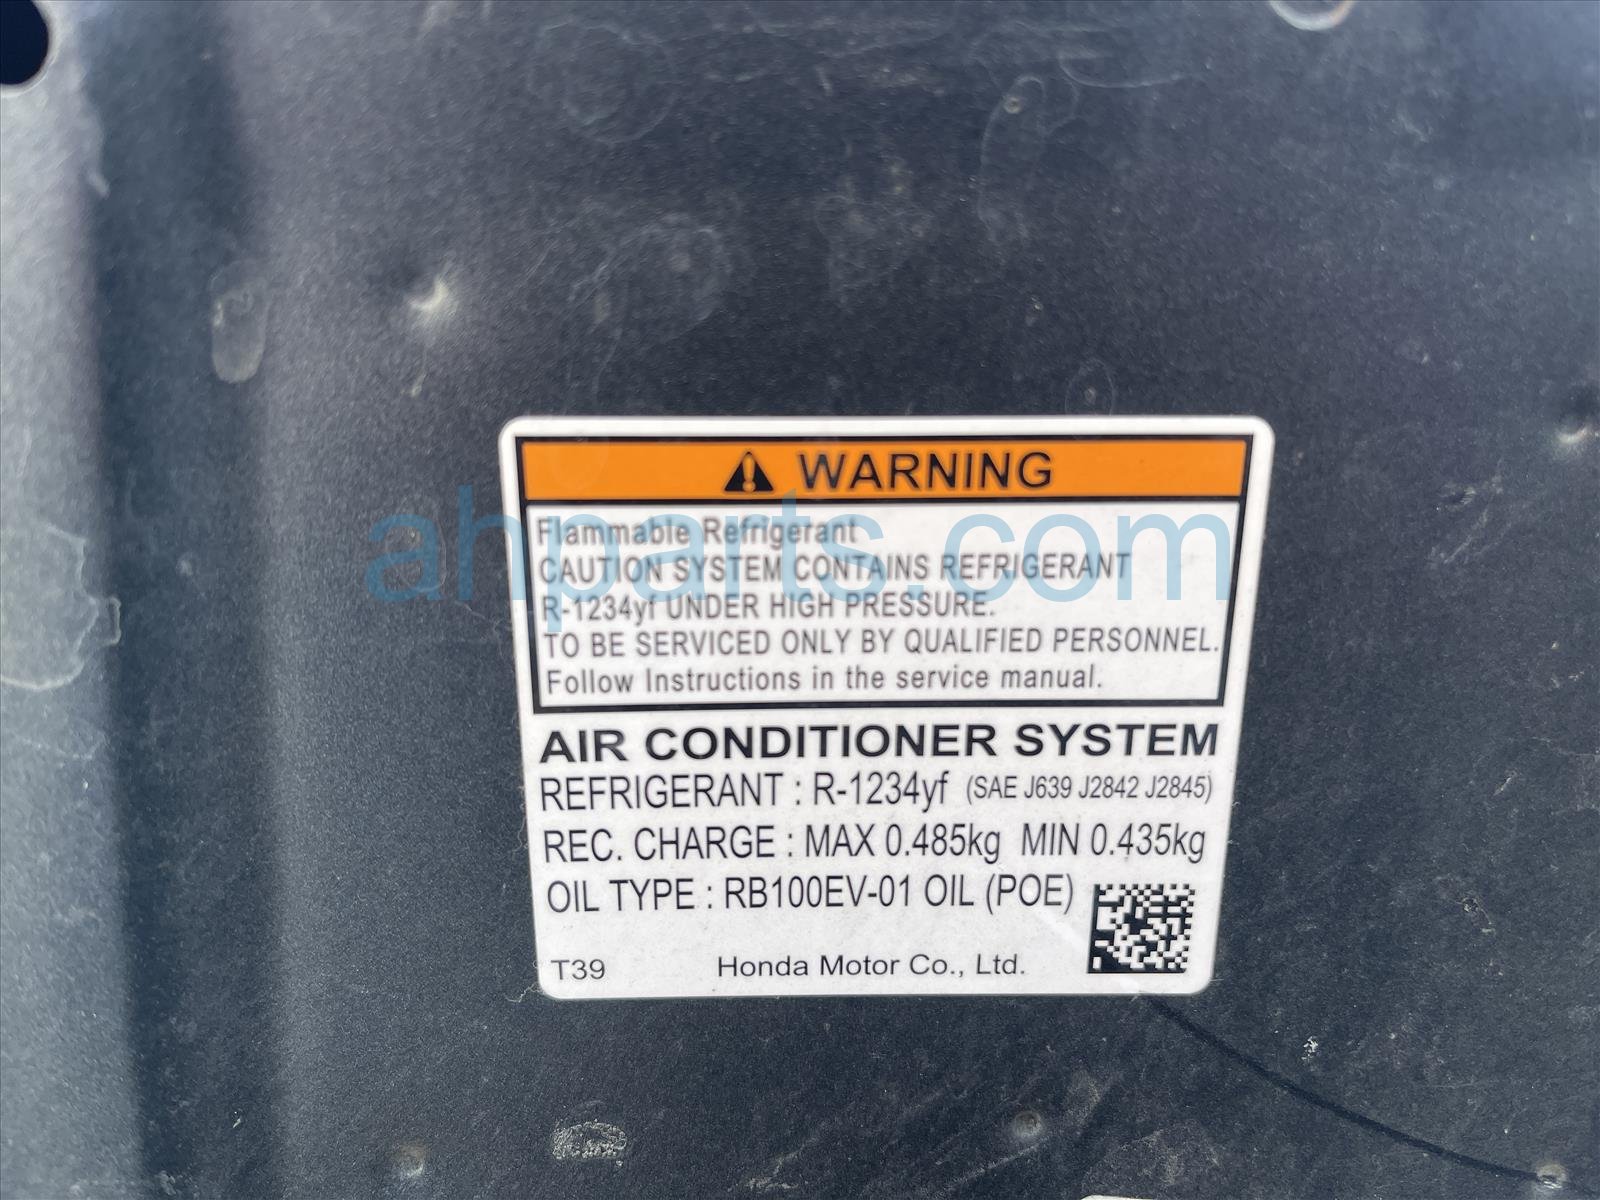 WARNING
Flammable Refrigerant
CAUTION SYSTEM CONTAINS REFRIGERANT
R-1234yf UNDER HIGH PRESSURE.
TO BE SERVICED ONLY BY QUALIFIED PERSONNEL.
Follow Instructions in the service manual.
AIR CONDITIONER SYSTEM
REFRIGERANT : R-1234yf (SAE J639 J2842 J2845)
REC. CHARGE : MAX 0.485kg MIN 0.435kg
OIL TYPE : RB100EV-01 OIL (POE)
T39 Honda Motor Co., Ltd.
ahparts.com